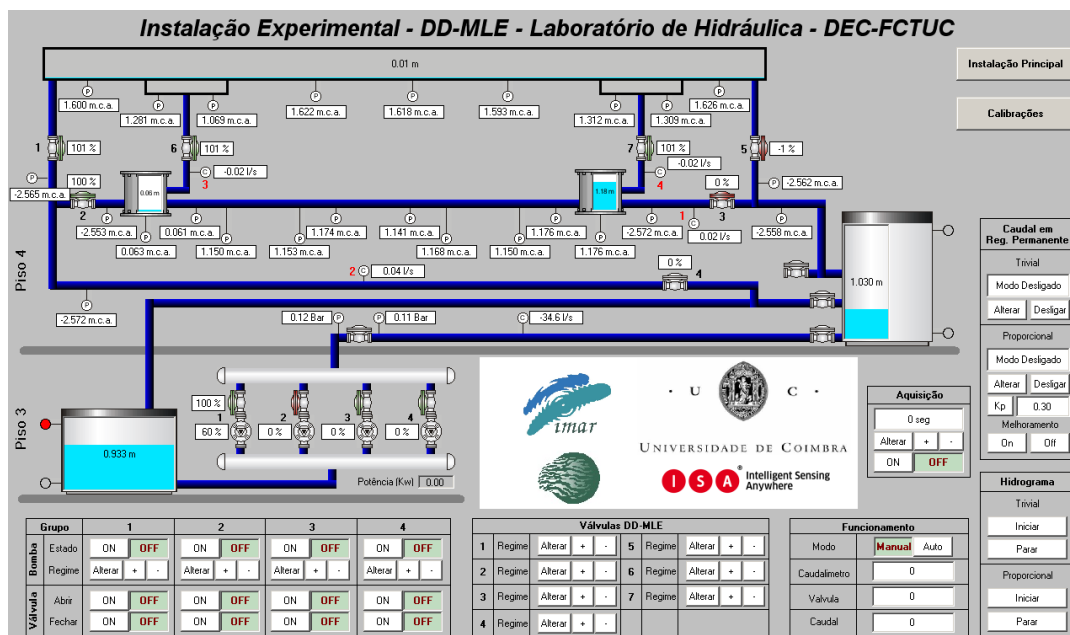 Instalação Experimental - DD-MLE - Laboratório de Hidráulica - DEC-FCTUC
0.01 m
Instalação Principal
Calibrações
P P P P P P P P P
1.600 m.c.a. 1.281 m.c.a. 1.069 m.c.a. 1.622 m.c.a. 1.618 m.c.a. 1.593 m.c.a. 1.312 m.c.a. 1.309 m.c.a. 1.626 m.c.a.
1 101 % 6 101 % 7 101 % 5 -1 %
P C -0.02 l/s 3 -0.02 l/s C 4 P -2.562 m.c.a.
-2.565 m.c.a. 100 % 0.06 m 1.18 m 0 %
2 1 3
P P P P P P P P P P P C P
-2.553 m.c.a. 0.061 m.c.a. 1.174 m.c.a. 1.141 m.c.a. 1.176 m.c.a. -2.572 m.c.a. 0.02 l/s -2.558 m.c.a.
0.063 m.c.a. 1.150 m.c.a. 1.153 m.c.a. 1.168 m.c.a. 1.150 m.c.a. 1.176 m.c.a.
Piso 4
2 C 0.04 l/s 0 % 4
1.030 m
P
-2.572 m.c.a.
0.12 Bar P P 0.11 Bar C -34.6 l/s
Piso 3
100 %
1 2 3 4
60 % 0 % 0 % 0 %
0.933 m
Potência (Kw) 0.00
imar
· U C ·
UNIVERSIDADE DE COIMBRA
ISA ® Intelligent Sensing
Anywhere
Aquisição
0 seg
Alterar + -
ON OFF
Caudal em
Reg. Permanente
Trivial
Modo Desligado
Alterar Desligar
Proporcional
Modo Desligado
Alterar Desligar
Kp 0.30
Melhoramento
On Off
Hidrograma
Trivial
Iniciar
Parar
Proporcional
Iniciar
Parar
Grupo 1 2 3 4
Bomba
Estado ON OFF ON OFF ON OFF ON OFF
Regime Alterar + - Alterar + - Alterar + - Alterar + -
Válvula
Abrir ON OFF ON OFF ON OFF ON OFF
Fechar ON OFF ON OFF ON OFF ON OFF
Válvulas DD-MLE
1 Regime Alterar + - 5 Regime Alterar + -
2 Regime Alterar + - 6 Regime Alterar + -
3 Regime Alterar + - 7 Regime Alterar + -
4 Regime Alterar + -
Funcionamento
Modo Manual Auto
Caudalimetro 0
Valvula 0
Caudal 0